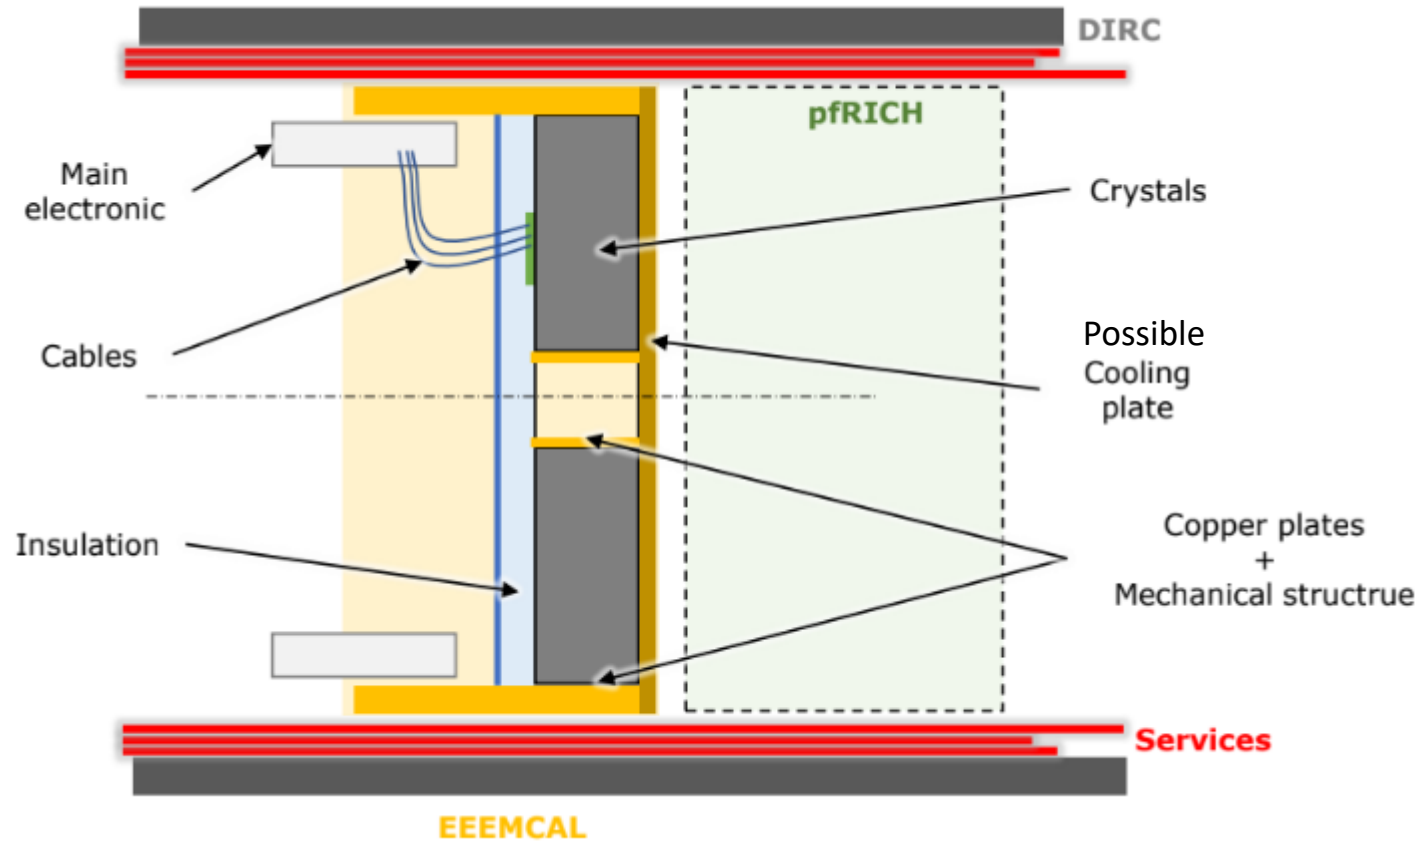 DIRC
pfRICH
Main
electronic
Crystals
Possible
Cooling
plate
Cables
Insulation
Copper plates
+
Mechanical structrue
Services
EEEMCAL